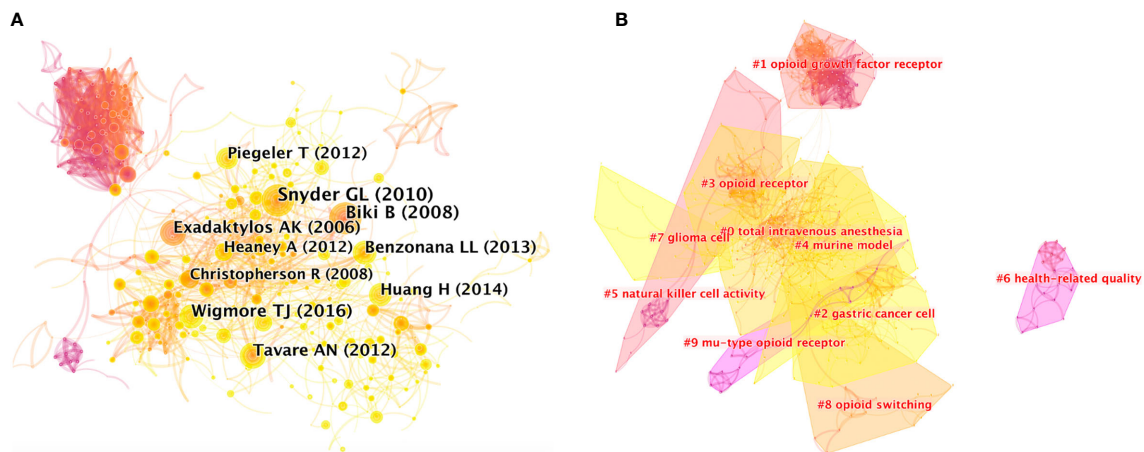 A
Piegeler T (2012)
Snyder GL (2010)
Biki B (2008)
Exadaktylos AK (2006)
Heaney A (2012)
Benzonana LL (2013)
Christopherson R (2008)
Huang H (2014)
Wigmore TJ (2016)
Tavare AN (2012)
B
#1 opioid growth factor receptor
#3 opioid receptor
#0 total intravenous anesthesia
#7 glioma cell
#4 murine model
#6 health-related quality
#5 natural killer cell activity
#2 gastric cancer cell
#9 mu-type opioid receptor
#8 opioid switching